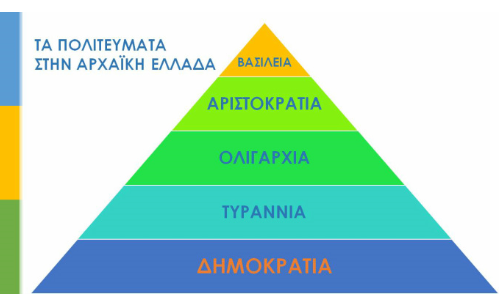 ΤΑ ΠΟΛΙΤΕΥΜΑΤΑ
ΣΤΗΝ ΑΡΧΑΪΚΗ ΕΛΛΑΔΑ
ΒΑΣΙΛΕΙΑ
ΑΡΙΣΤΟΚΡΑΤΙΑ
ΟΛΙΓΑΡΧΙΑ
ΤΥΡΑΝΝΙΑ
ΔΗΜΟΚΡΑΤΙΑ